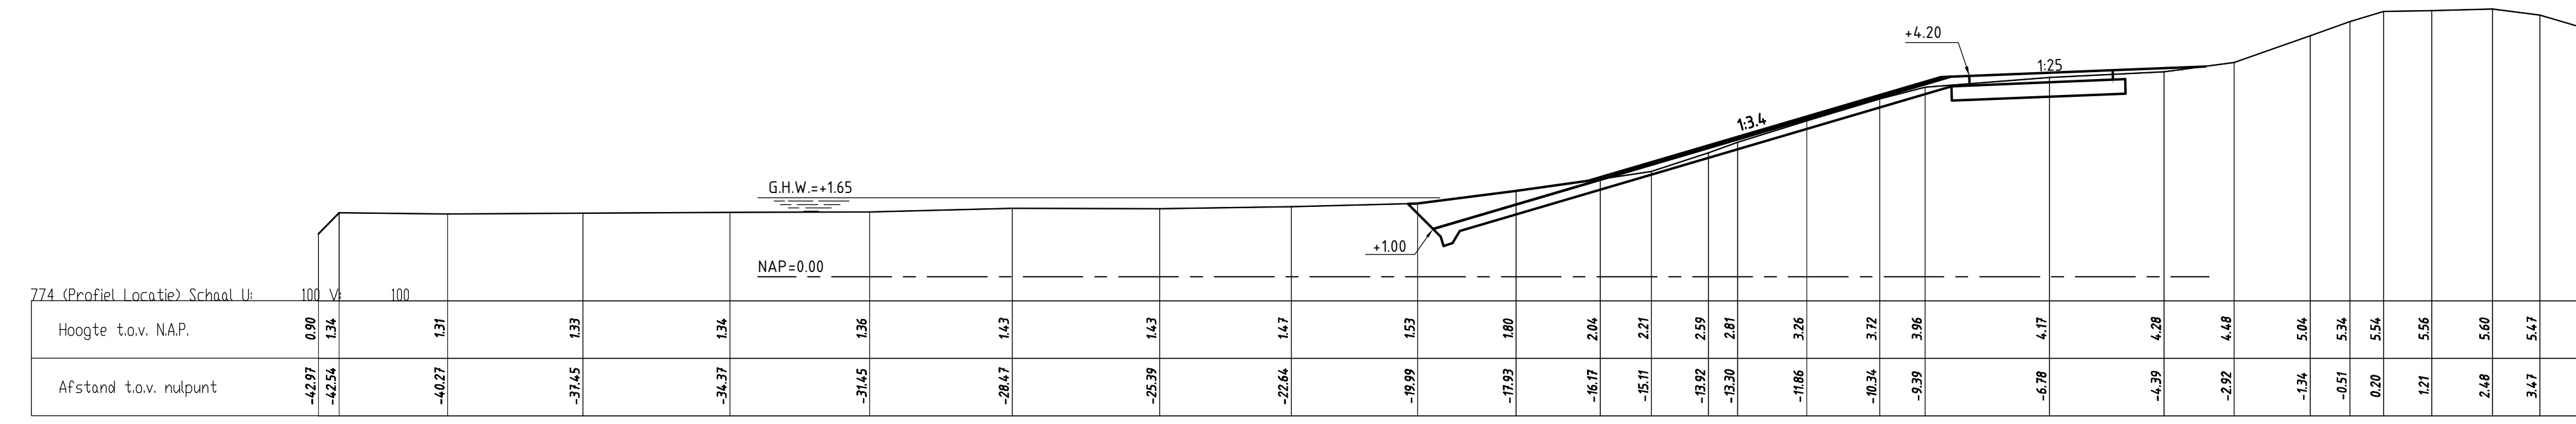 +4.20
1:25
1:3.4
G.H.W.=+1.65
+1.00
NAP=0.00
774 (Profiel Locatie) Schaal U: 100 V: 100
Hoogte t.o.v. N.A.P. 0.90 1.34 1.31 1.33 1.34 1.36 1.43 1.43 1.47 1.53 1.80 2.04 2.21 2.59 2.81 3.26 3.72 3.96 4.17 4.28 4.48 5.04 5.34 5.54 5.56 5.60 5.47
Afstand t.o.v. nulpunt -42.97 -42.54 -40.27 -37.45 -34.37 -31.45 -28.47 -25.39 -22.64 -19.99 -17.93 -16.17 -15.11 -13.92 -13.30 -11.86 -10.34 -9.39 -6.78 -4.39 -2.92 -1.34 -0.51 0.20 1.21 2.48 3.47